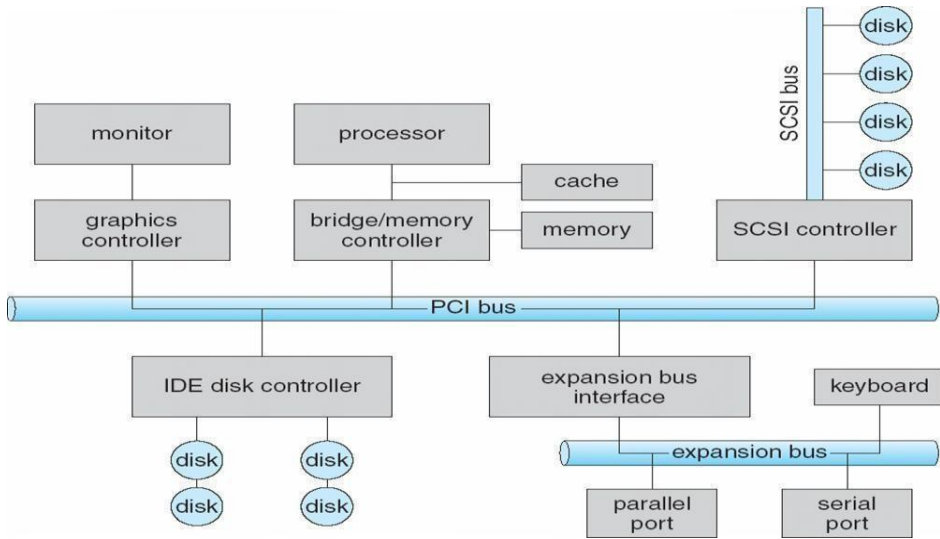 disk
disk
disk
disk
SCSI bus
monitor
processor
cache
graphics
controller
bridge/memory
controller
memory
SCSI controller
PCI bus
IDE disk controller
expansion bus
interface
keyboard
disk
disk
disk
disk
expansion bus
parallel
port
serial
port